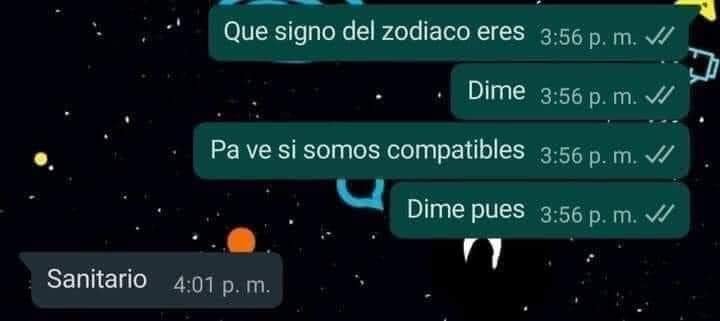 Que signo del zodiaco eres 3:56 p. m.
Dime 3:56 p. m.
Pa ve si somos compatibles 3:56 p. m.
Dime pues 3:56 p. m.
Sanitario 4:01 p. m.